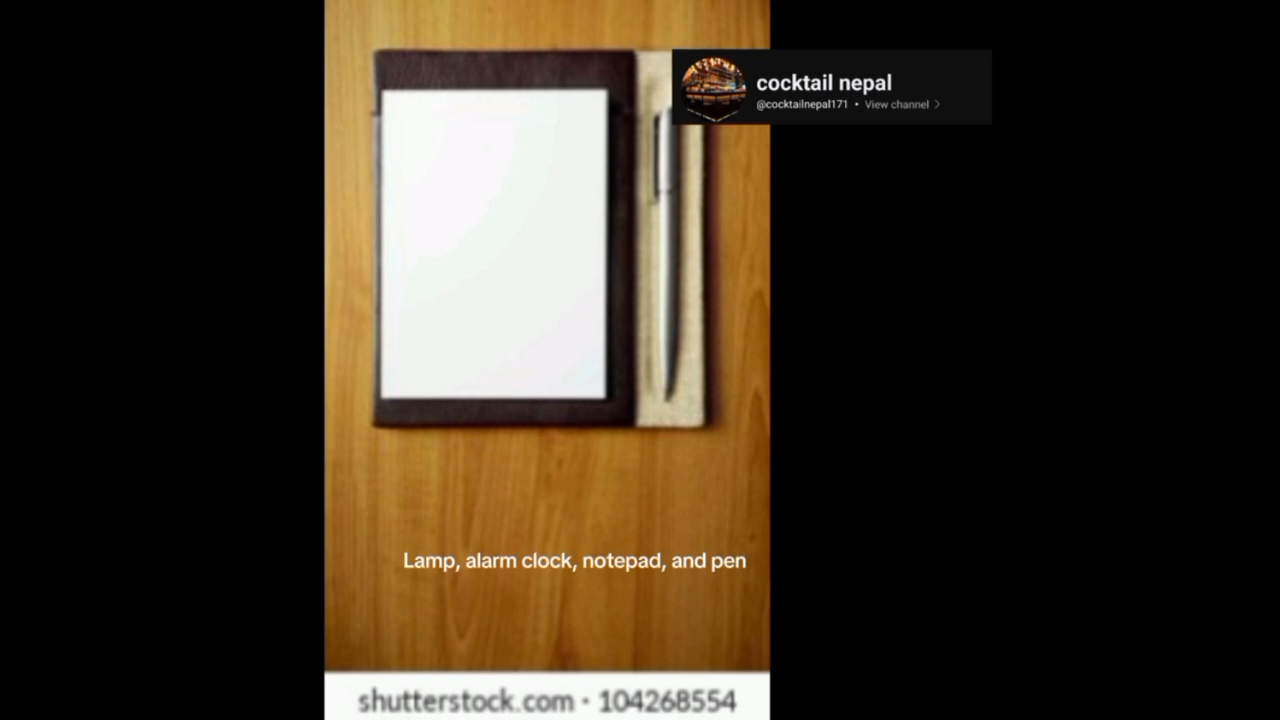 cocktail nepal
@cocktailnepal171 • View channel >
Lamp, alarm clock, notepad, and pen
shutterstock.com · 104268554